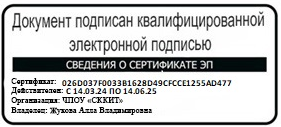 Документ подписан квалифицированной
электронной подписью
СВЕДЕНИЯ О СЕРТИФИКАТЕ ЭП
Сертификат: 026D037F0033B1628D49CFCCE1255AD477
Действителен: С 14.03.24 ПО 14.06.25
Организация: ЧПОУ «СККИТ»
Владелец: Жукова Алла Владимировна